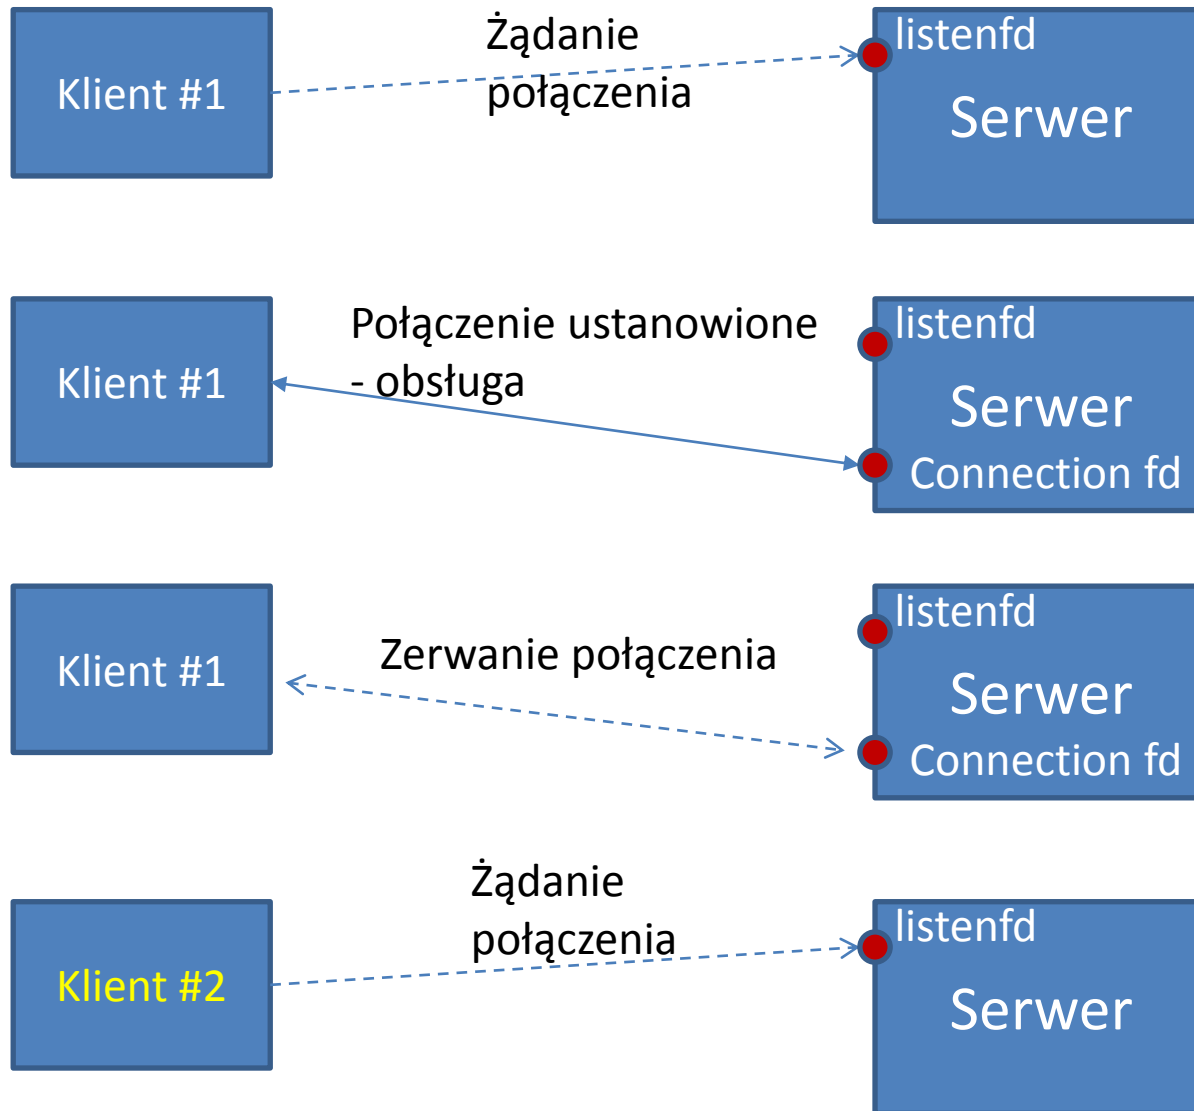 Klient #1
Żądanie
połączenia
listenfd
Serwer
Klient #1
Połączenie ustanowione
- obsługa
listenfd
Serwer
Connection fd
Klient #1
Zerwanie połączenia
listenfd
Serwer
Connection fd
Klient #2
Żądanie
połączenia
listenfd
Serwer